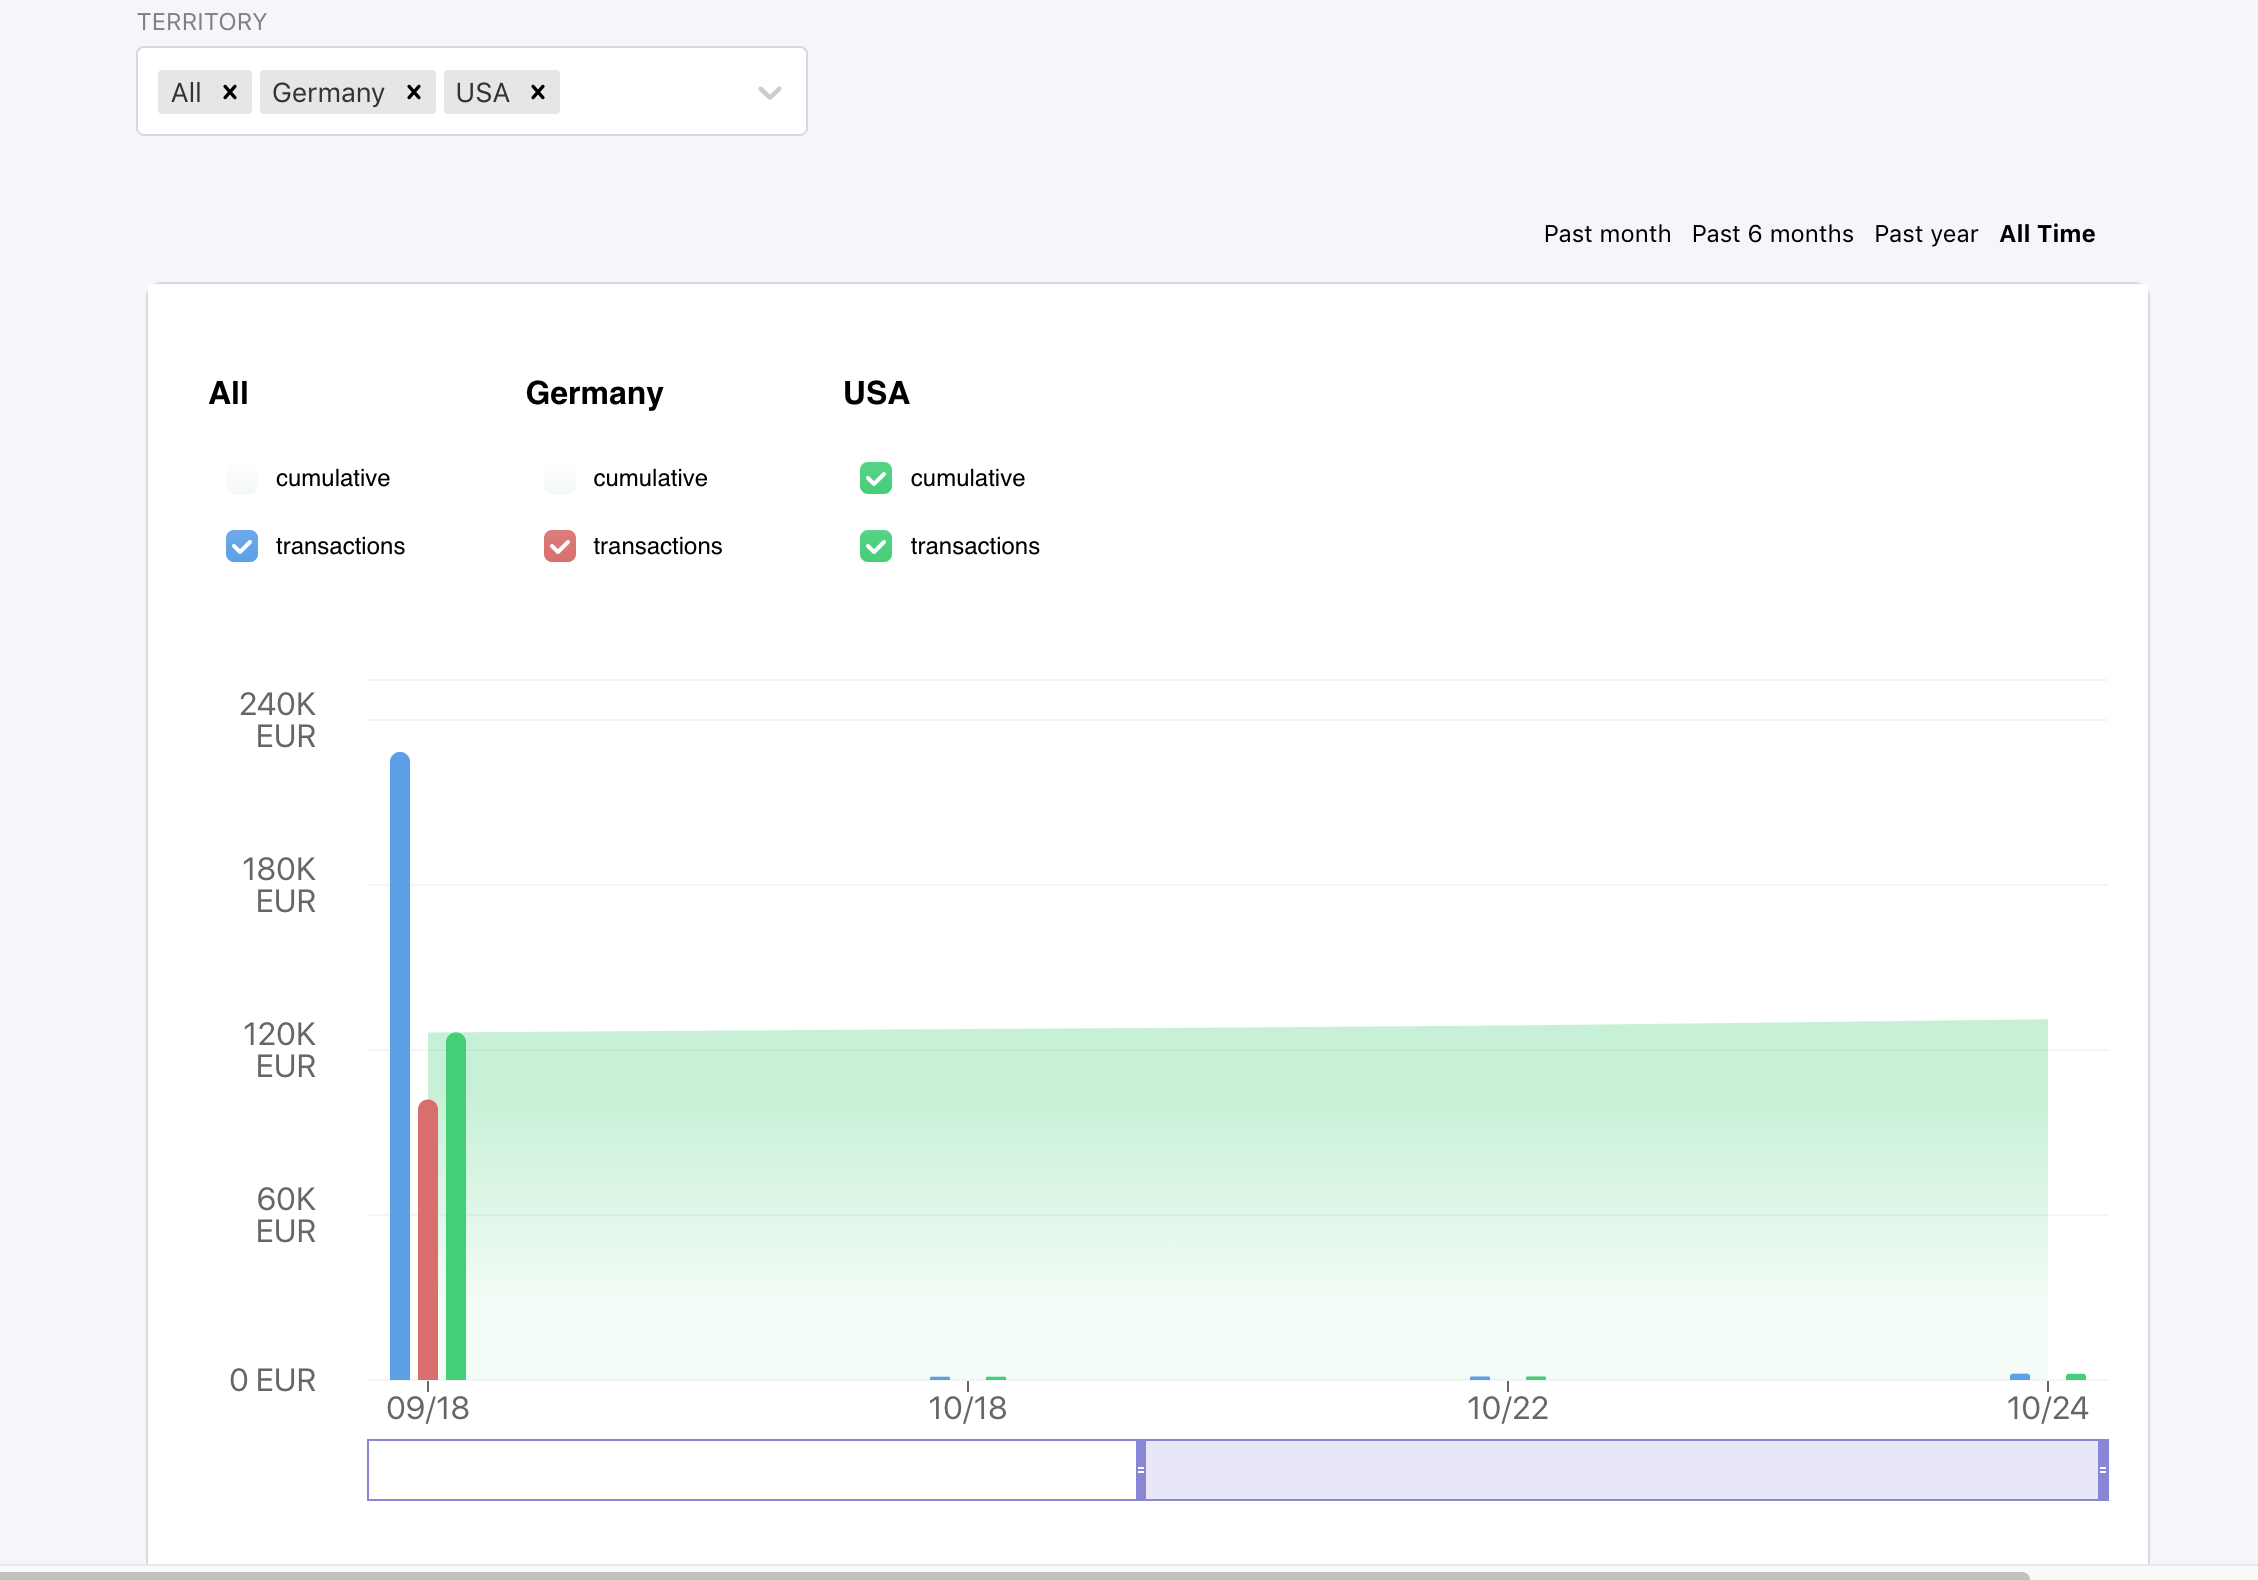 TERRITORY
All Germany USA
Past month Past 6 months Past year All Time
All Germany USA
cumulative cumulative cumulative
transactions transactions transactions
240K
EUR
180K
EUR
120K
EUR
60K
EUR
0 EUR
09/18 10/18 10/22 10/24